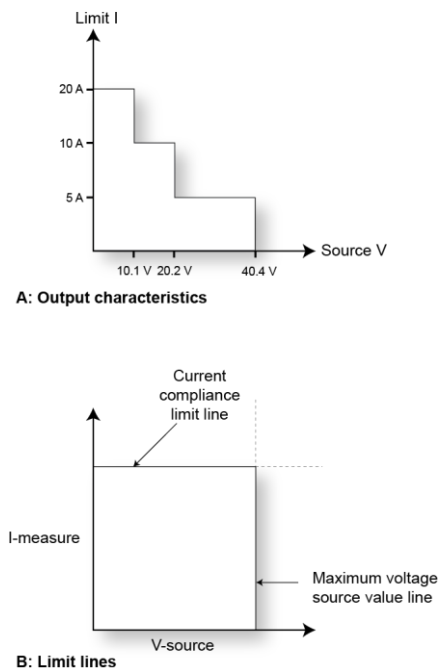 Limit I
20 A
10 A
5 A
10.1 V 20.2 V 40.4 V
Source V
A: Output characteristics
Current
compliance
limit line
I-measure
Maximum voltage
source value line
V-source
B: Limit lines